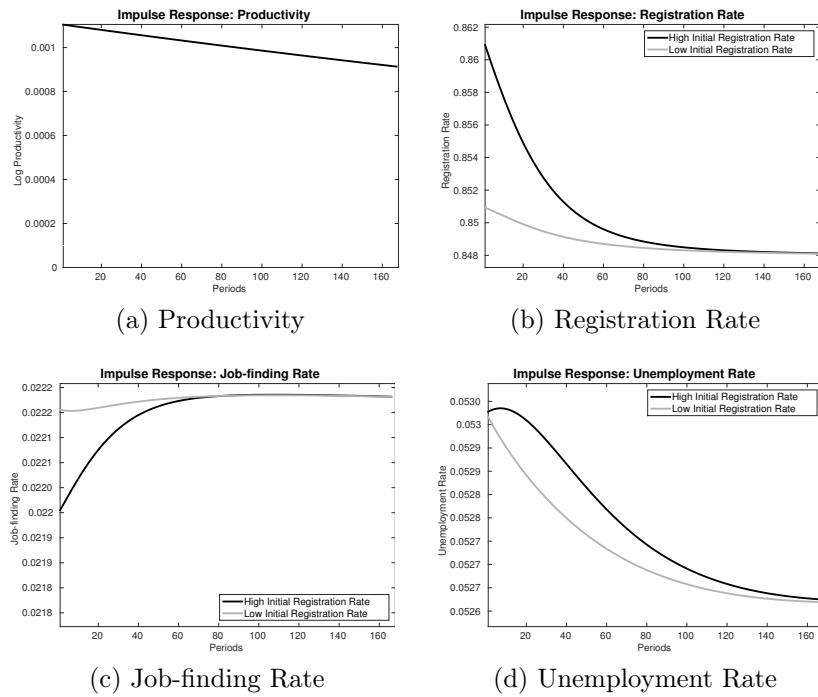 Impulse Response: Productivity
0.001
0.0008
0.0006
0.0004
0.0002
0
Log Productivity
20 40 60 80 100 120 140 160
Periods
(a) Productivity
Impulse Response: Registration Rate
High Initial Registration Rate
Low Initial Registration Rate
0.862
0.86
0.858
0.856
0.854
0.852
0.85
0.848
Registration Rate
20 40 60 80 100 120 140 160
Periods
(b) Registration Rate
Impulse Response: Job-finding Rate
0.0222
0.0222
0.0221
0.0221
0.0220
0.022
0.0219
0.0219
0.0218
0.0218
Job-finding Rate
High Initial Registration Rate
Low Initial Registration Rate
20 40 60 80 100 120 140 160
Periods
(c) Job-finding Rate
Impulse Response: Unemployment Rate
High Initial Registration Rate
Low Initial Registration Rate
0.0530
0.053
0.0529
0.0529
0.0528
0.0528
0.0527
0.0527
0.0526
Unemployment Rate
20 40 60 80 100 120 140 160
Periods
(d) Unemployment Rate